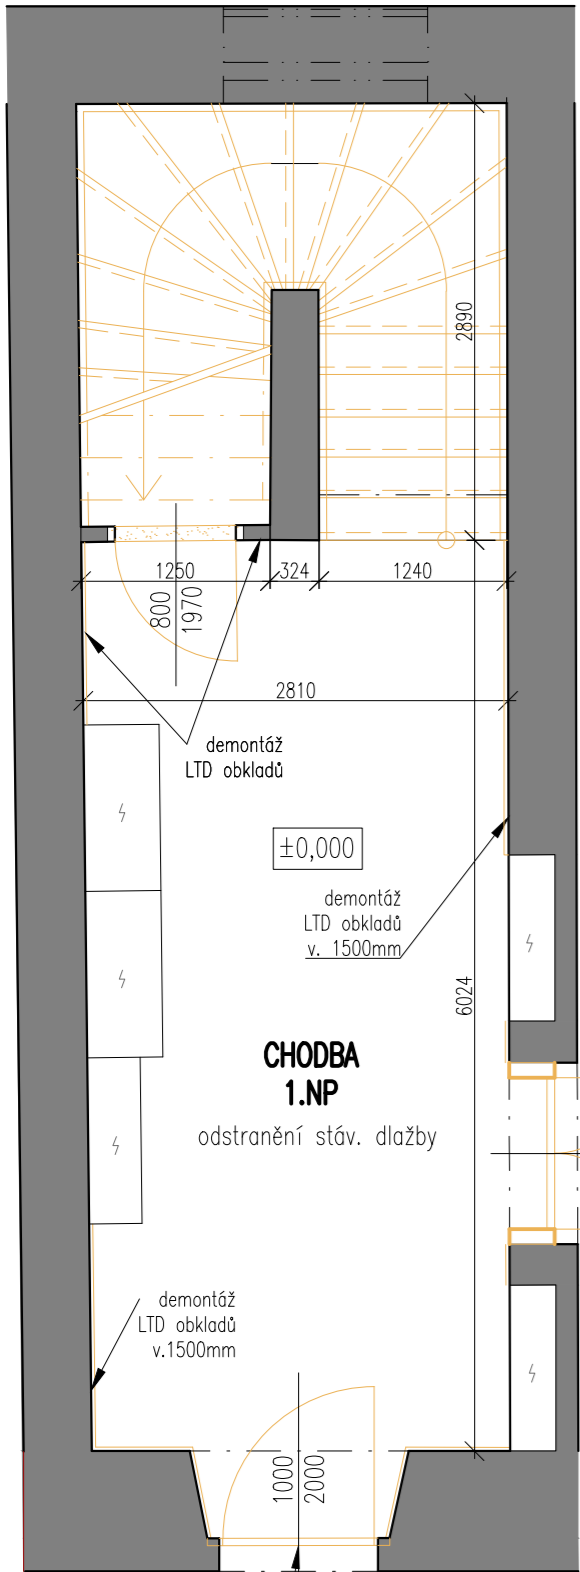 2890
1250
324
1240
800
1970
2810
demontáž
LTD obkladů
±0,000
demontáž
LTD obkladů
v. 1500mm
6024
CHODBA
1.NP
odstranění stáv. dlažby
demontáž
LTD obkladů
v.1500mm
1000
2000